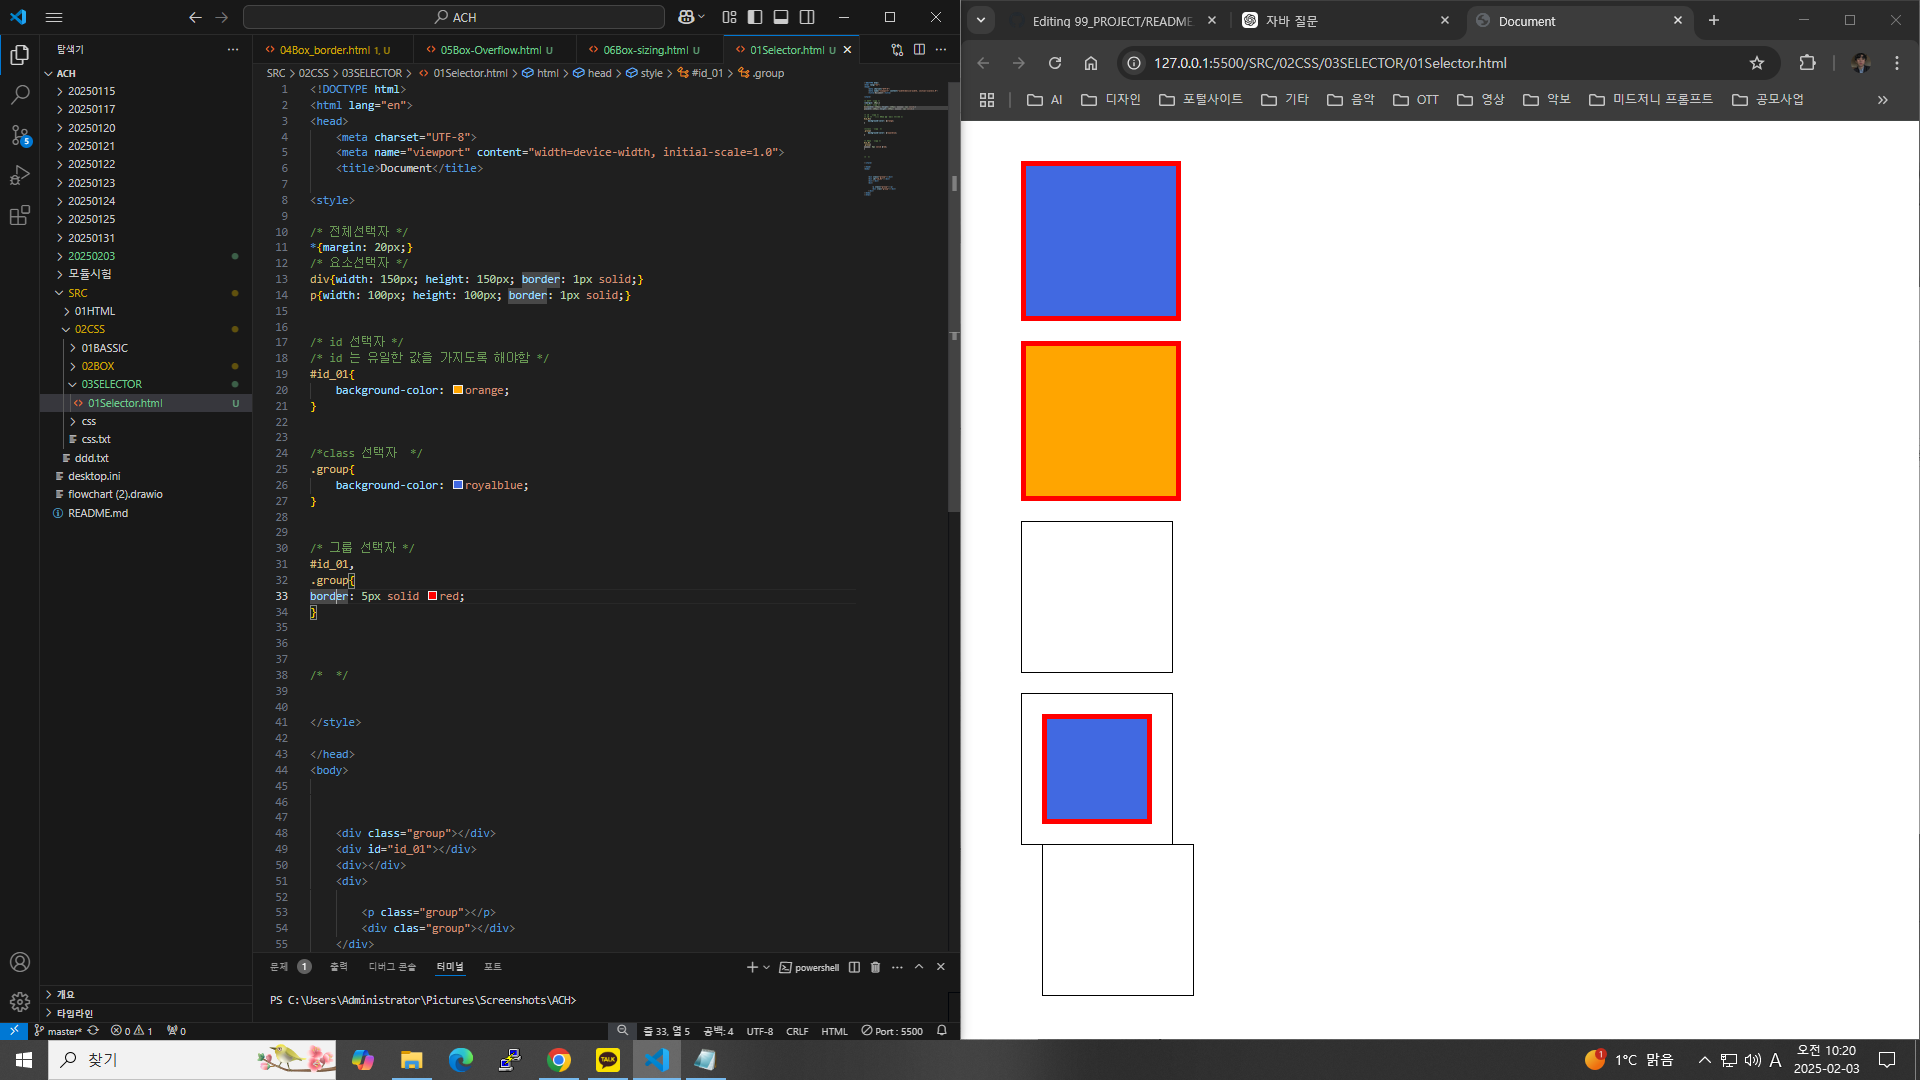 ACH
탐색기
ACH
20250115
20250117
20250120
20250121
20250122
20250123
20250124
20250125
20250131
20250203
모듈시험
SRC
01HTML
02CSS
01BASSIC
02BOX
03SELECTOR
01Selector.html U
css
css.txt
ddd.txt
desktop.ini
flowchart (2).drawio
README.md
개요
타임라인
04Box_border.html 1, U
05Box-Overflow.html U
06Box-sizing.html U
01Selector.html U
SRC > 02CSS > 03SELECTOR > 01Selector.html > html > head > style > #id_01 > .group
1 <!DOCTYPE html>
2 <html lang="en">
3 <head>
4 <meta charset="UTF-8">
5 <meta name="viewport" content="width=device-width, initial-scale=1.0">
6 <title>Document</title>
7
8 <style>
9
10 /* 전체선택자 */
11 *{margin: 20px;}
12 /* 요소선택자 */
13 div{width: 150px; height: 150px; border: 1px solid;}
14 p{width: 100px; height: 100px; border: 1px solid;}
15
16
17 /* id 선택자 */
18 /* id 는 유일한 값을 가지도록 해야함 */
19 #id_01{
20 background-color: orange;
21 }
22
23
24 /*class 선택자  */
25 .group{
26 background-color: royalblue;
27 }
28
29
30 /* 그룹 선택자 */
31 #id_01,
32 .group{
33 border: 5px solid red;
34 }
35
36
37
38 /*  */
39
40
41 </style>
42
43 </head>
44 <body>
45
46
47
48 <div class="group"></div>
49 <div id="id_01"></div>
50 <div></div>
51 <div>
52
53 <p class="group"></p>
54 <div clas="group"></div>
55 </div>
문제 1 출력 디버그 콘솔 터미널 포트
powershell
PS C:\Users\Administrator\Pictures\Screenshots\ACH>
master* 0 1 0
줄 33, 열 5 공백: 4 UTF-8 CRLF HTML Port : 5500
Editing 99_PROJECT/README
자바 질문
Document
127.0.0.1:5500/SRC/02CSS/03SELECTOR/01Selector.html
AI 디자인 포털사이트 기타 음악 OTT 영상 악보 미드저니 프롬프트 공모사업
찾기
TALK
1 1°C 맑음
A
오전 10:20
2025-02-03